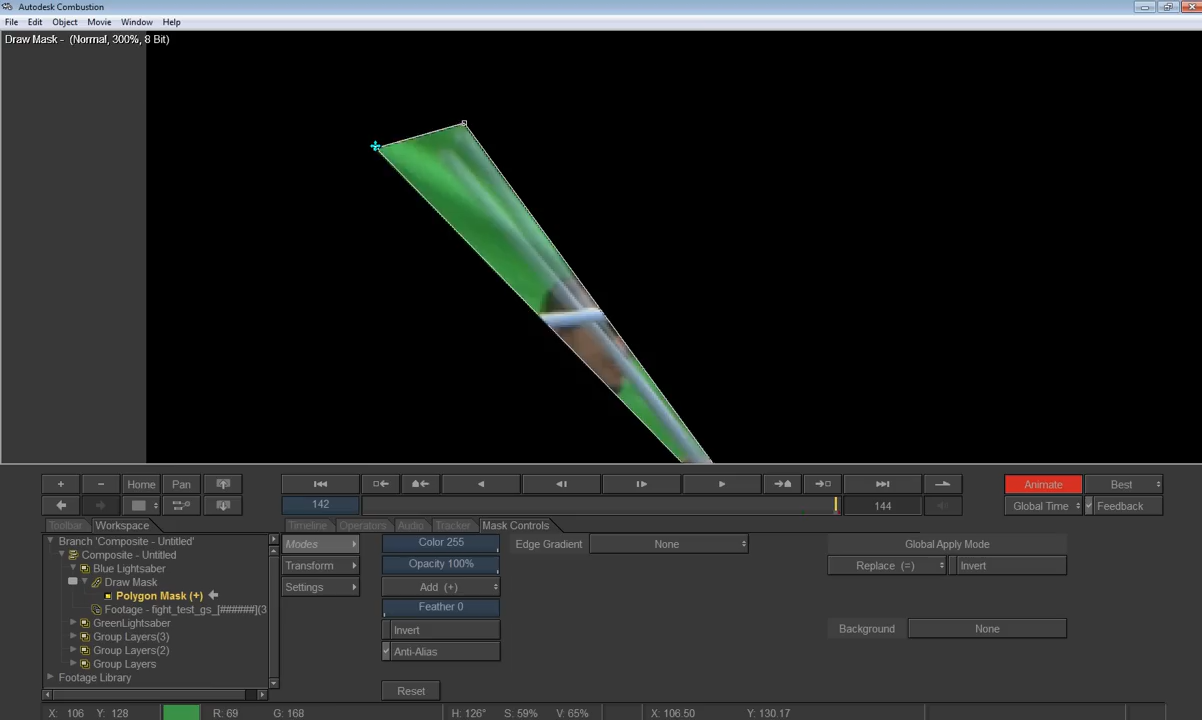 Autodesk Combustion
File Edit Object Movie Window Help
Draw Mask - (Normal, 300%, 8 Bit)
+ - Home Pan Animate Best
142 144 Global Time Feedback
Toolbar Workspace Timeline Operators Audio Tracker Mask Controls
Branch 'Composite - Untitled' Modes Color 255 Edge Gradient None Global Apply Mode
Composite - Untitled
Blue Lightsaber Transform Opacity 100% Replace (=) Invert
Draw Mask Settings Add (+)
Polygon Mask (+)
Footage - fight_test_gs_[######](3 Feather 0
GreenLightsaber Invert Background None
Group Layers(3)
Group Layers(2) Anti-Alias
Group Layers
Footage Library
Reset
X: 106 Y: 128 R: 69 G: 168 H: 126° S: 59% V: 65% X: 106.50 Y: 130.17